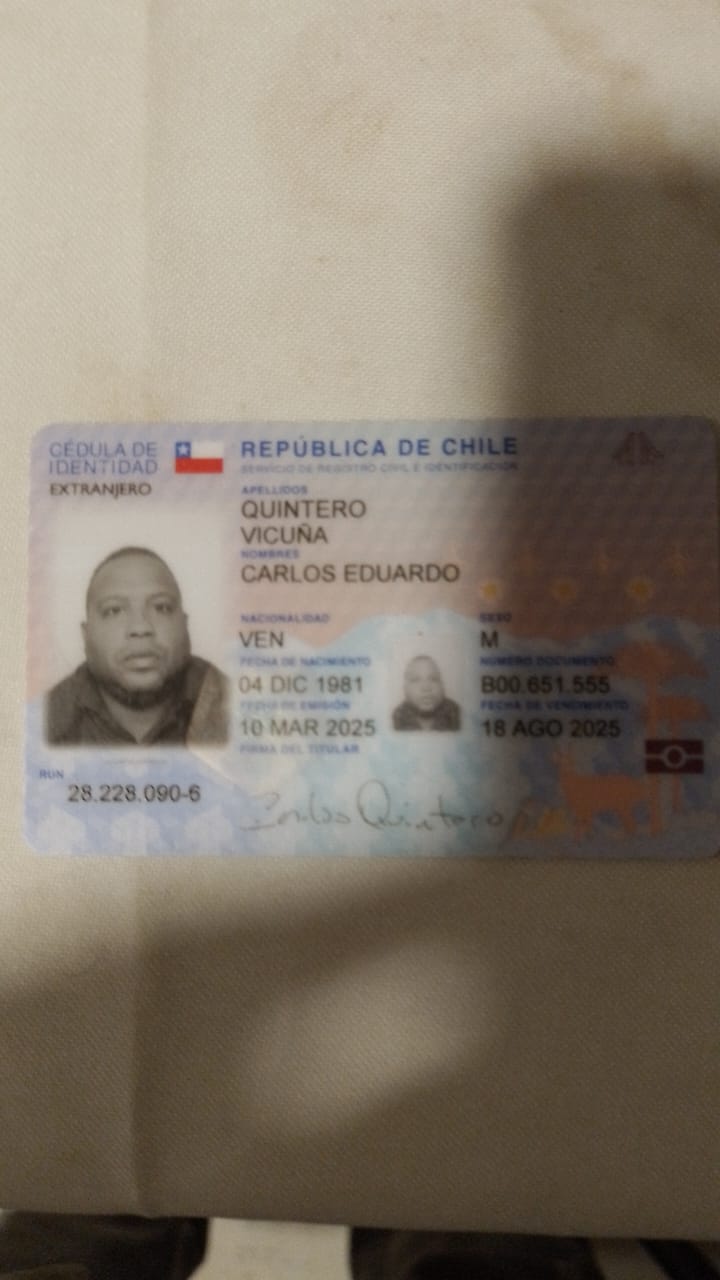 CÉDULA DE
IDENTIDAD
EXTRANJERO
REPÚBLICA DE CHILE
SERVICIO DE REGISTRO CIVIL E IDENTIFICACIÓN
APELLIDOS
QUINTERO
VICUÑA
NOMBRES
CARLOS EDUARDO
NACIONALIDAD
VEN
SEXO
M
FECHA DE NACIMIENTO
04 DIC 1981
NÚMERO DOCUMENTO
B00.651.555
FECHA DE EMISIÓN
10 MAR 2025
FECHA DE VENCIMIENTO
18 AGO 2025
FIRMA DEL TITULAR
Carlos Quintero
RUN
28.228.090-6